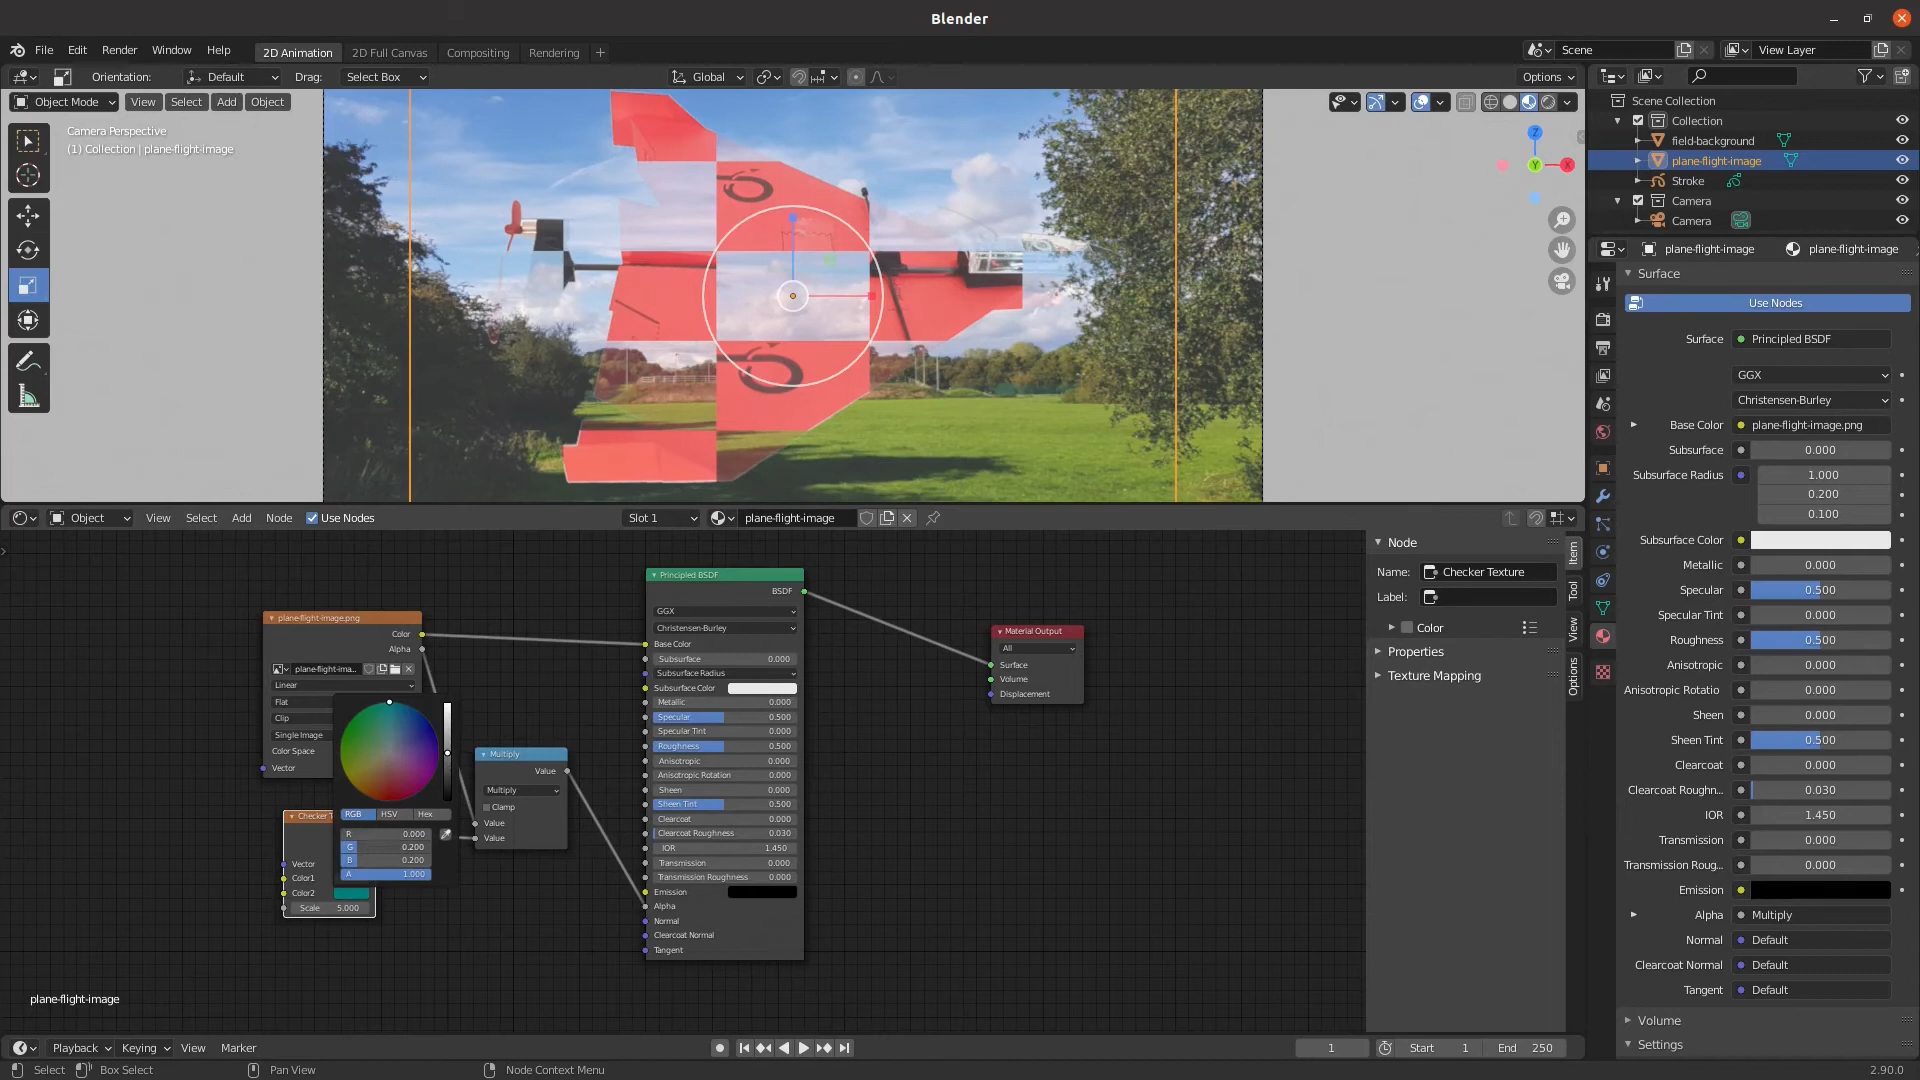 Blender
File Edit Render Window Help 2D Animation 2D Full Canvas Compositing Rendering + Scene View Layer
Orientation: Default Drag: Select Box Global Options
Object Mode View Select Add Object
Camera Perspective
(1) Collection | plane-flight-image
Z
Y
X
Scene Collection
Collection
field-background
plane-flight-image
Stroke
Camera
Camera
plane-flight-image plane-flight-image
Surface
Use Nodes
Surface Principled BSDF
GGX
Christensen-Burley
Base Color plane-flight-image.png
Subsurface 0.000
Subsurface Radius 1.000
0.200
0.100
Subsurface Color
Metallic 0.000
Specular 0.500
Specular Tint 0.000
Roughness 0.500
Anisotropic 0.000
Anisotropic Rotatio 0.000
Sheen 0.000
Sheen Tint 0.500
Clearcoat 0.000
Clearcoat Roughn... 0.030
IOR 1.450
Transmission 0.000
Transmission Roug... 0.000
Emission
Alpha Multiply
Normal Default
Clearcoat Normal Default
Tangent Default
Volume
Settings
Object View Select Add Node Use Nodes Slot 1 plane-flight-image
Node
Name: Checker Texture
Label:
Color
Properties
Texture Mapping
Item
Tool
View
Options
plane-flight-image.png
Color
Alpha
plane-flight-ima...
Linear
Flat
Clip
Single Image
Color Space
Vector
RGB HSV Hex
R 0.000
G 0.200
B 0.200
A 1.000
Checker T
Vector
Color1
Color2
Scale 5.000
Multiply
Value
Multiply
Clamp
Value
Value
Principled BSDF
BSDF
GGX
Christensen-Burley
Base Color
Subsurface 0.000
Subsurface Radius
Subsurface Color
Metallic 0.000
Specular 0.500
Specular Tint 0.000
Roughness 0.500
Anisotropic 0.000
Anisotropic Rotation 0.000
Sheen 0.000
Sheen Tint 0.500
Clearcoat 0.000
Clearcoat Roughness 0.030
IOR 1.450
Transmission 0.000
Transmission Roughness 0.000
Emission
Alpha
Normal
Clearcoat Normal
Tangent
Material Output
All
Surface
Volume
Displacement
plane-flight-image
Playback Keying View Marker 1 Start 1 End 250
Select Box Select Pan View Node Context Menu 2.90.0